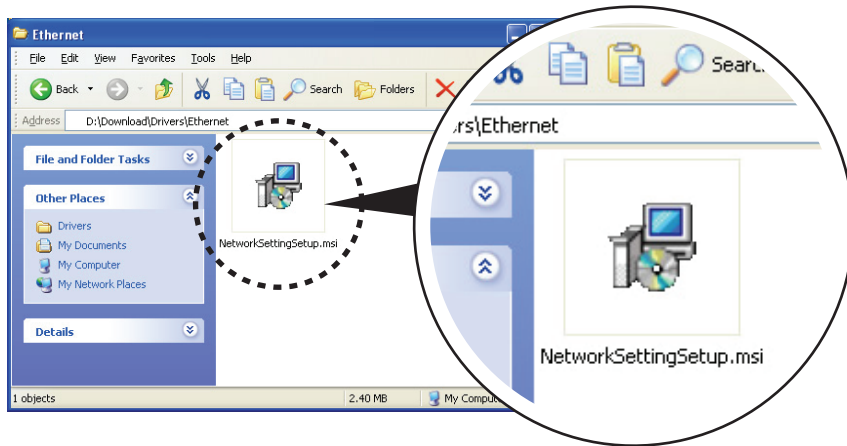 Ethernet
File Edit View Favorites Tools Help
Back Search Folders
Address D:\Download\Drivers\Ethernet
File and Folder Tasks
Other Places
Drivers
My Documents
My Computer
My Network Places
Details
NetworkSettingSetup.msi
1 objects 2.40 MB My Compu
Searc
rs\Ethernet
NetworkSettingSetup.msi